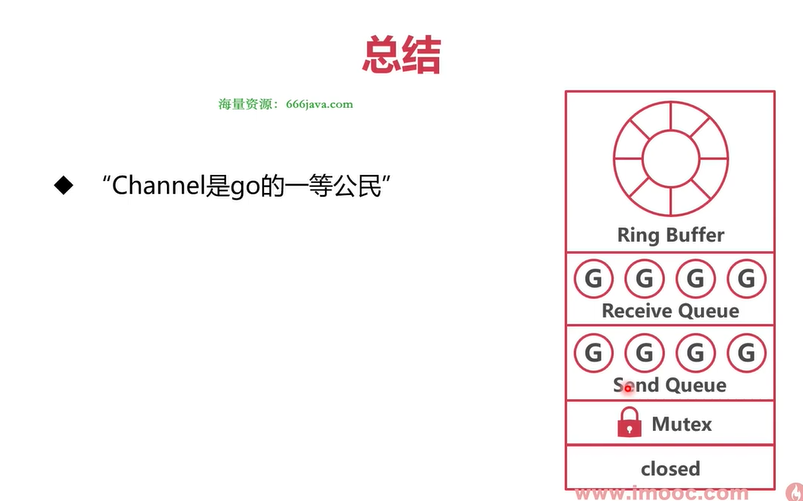 总结
海量资源：666java.com
“Channel是go的一等公民”
Ring Buffer
G G G G
Receive Queue
G G G G
Send Queue
Mutex
closed
www.imooc.com